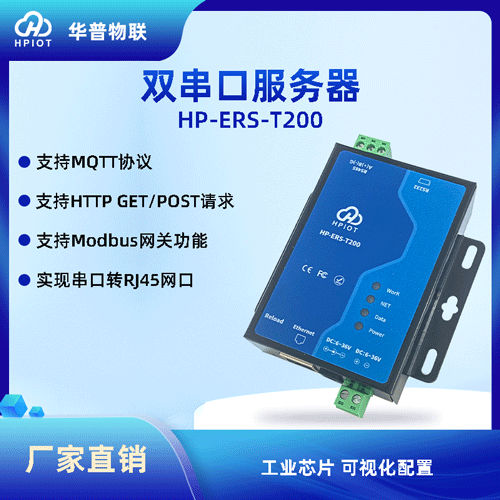 HPIOT
华普物联
双串口服务器
HP-ERS-T200
支持MQTT协议
支持HTTP GET/POST请求
支持Modbus网关功能
实现串口转RJ45网口
RS485
RS232
HPIOT
HP-ERS-T200
CE FC
Work
NET
Data
Power
Reload
Ethernet
DC:6-36V
DC:6-36V
厂家直销
工业芯片 可视化配置